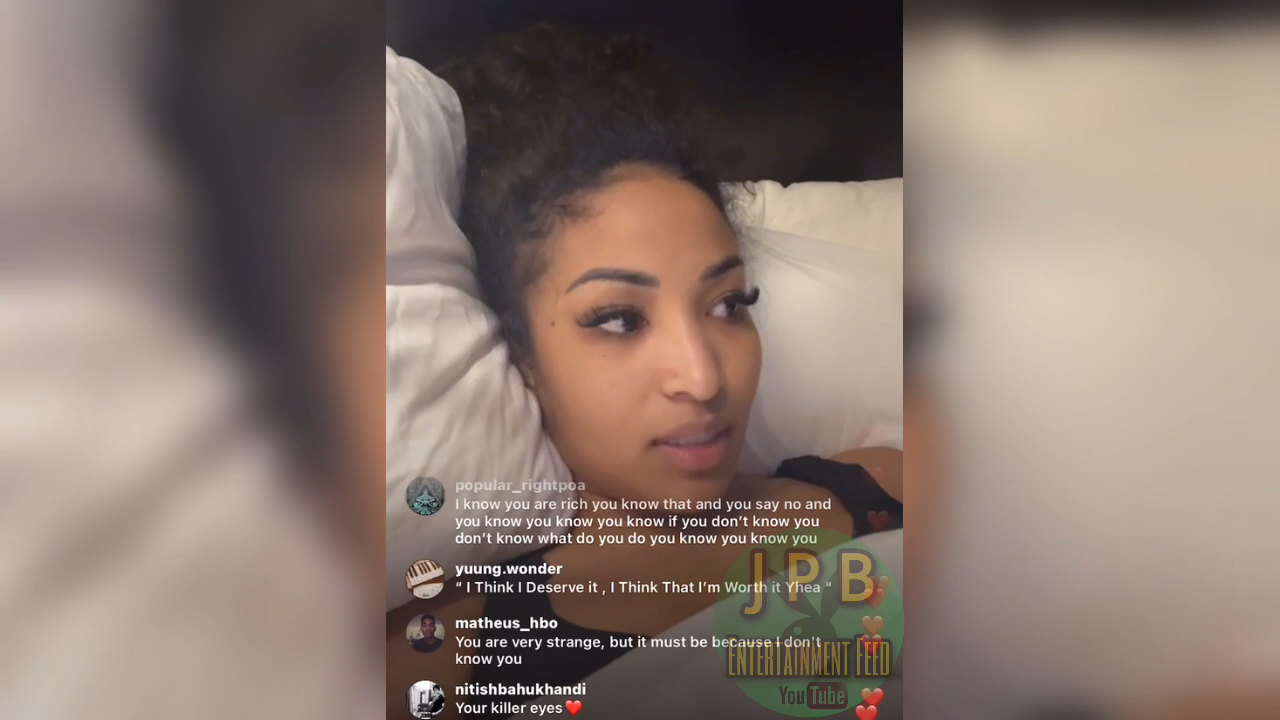 popular_rightpoa
I know you are rich you know that and you say no and
you know you know you know if you don’t know you
don’t know what do you do you know you know you
yuung.wonder
“ I Think I Deserve it , I Think That I’m Worth it Yhea “
matheus_hbo
You are very strange, but it must be because I don't
know you
nitishbahukhandi
Your killer eyes❤️
JPB
ENTERTAINMENT FEED
YouTube